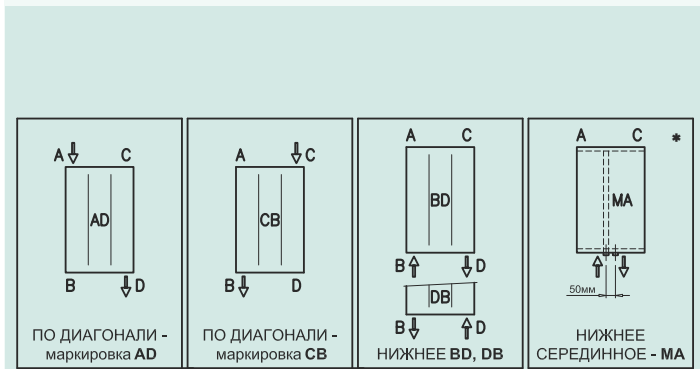 A C
AD
B D
ПО ДИАГОНАЛИ -
маркировка AD
A C
CB
B D
ПО ДИАГОНАЛИ -
маркировка CB
A C
BD
B D
DB
B D
НИЖНЕЕ BD, DB
A C *
MA
50мм
НИЖНЕЕ
СЕРЕДИННОЕ - MA